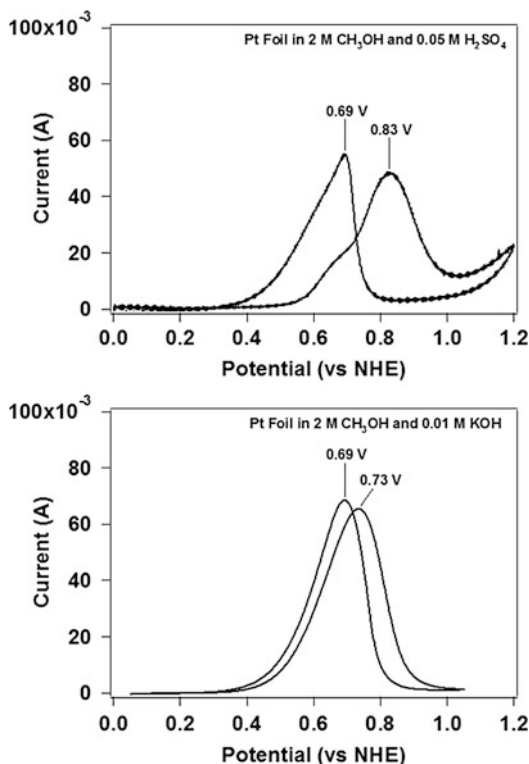 100x10⁻³
Pt Foil in 2 M CH₃OH and 0.05 M H₂SO₄
0.69 V
0.83 V
80
60
40
20
0
Current (A)
0.0 0.2 0.4 0.6 0.8 1.0 1.2
Potential (vs NHE)
100x10⁻³
Pt Foil in 2 M CH₃OH and 0.01 M KOH
0.69 V
0.73 V
80
60
40
20
0
Current (A)
0.0 0.2 0.4 0.6 0.8 1.0 1.2
Potential (vs NHE)